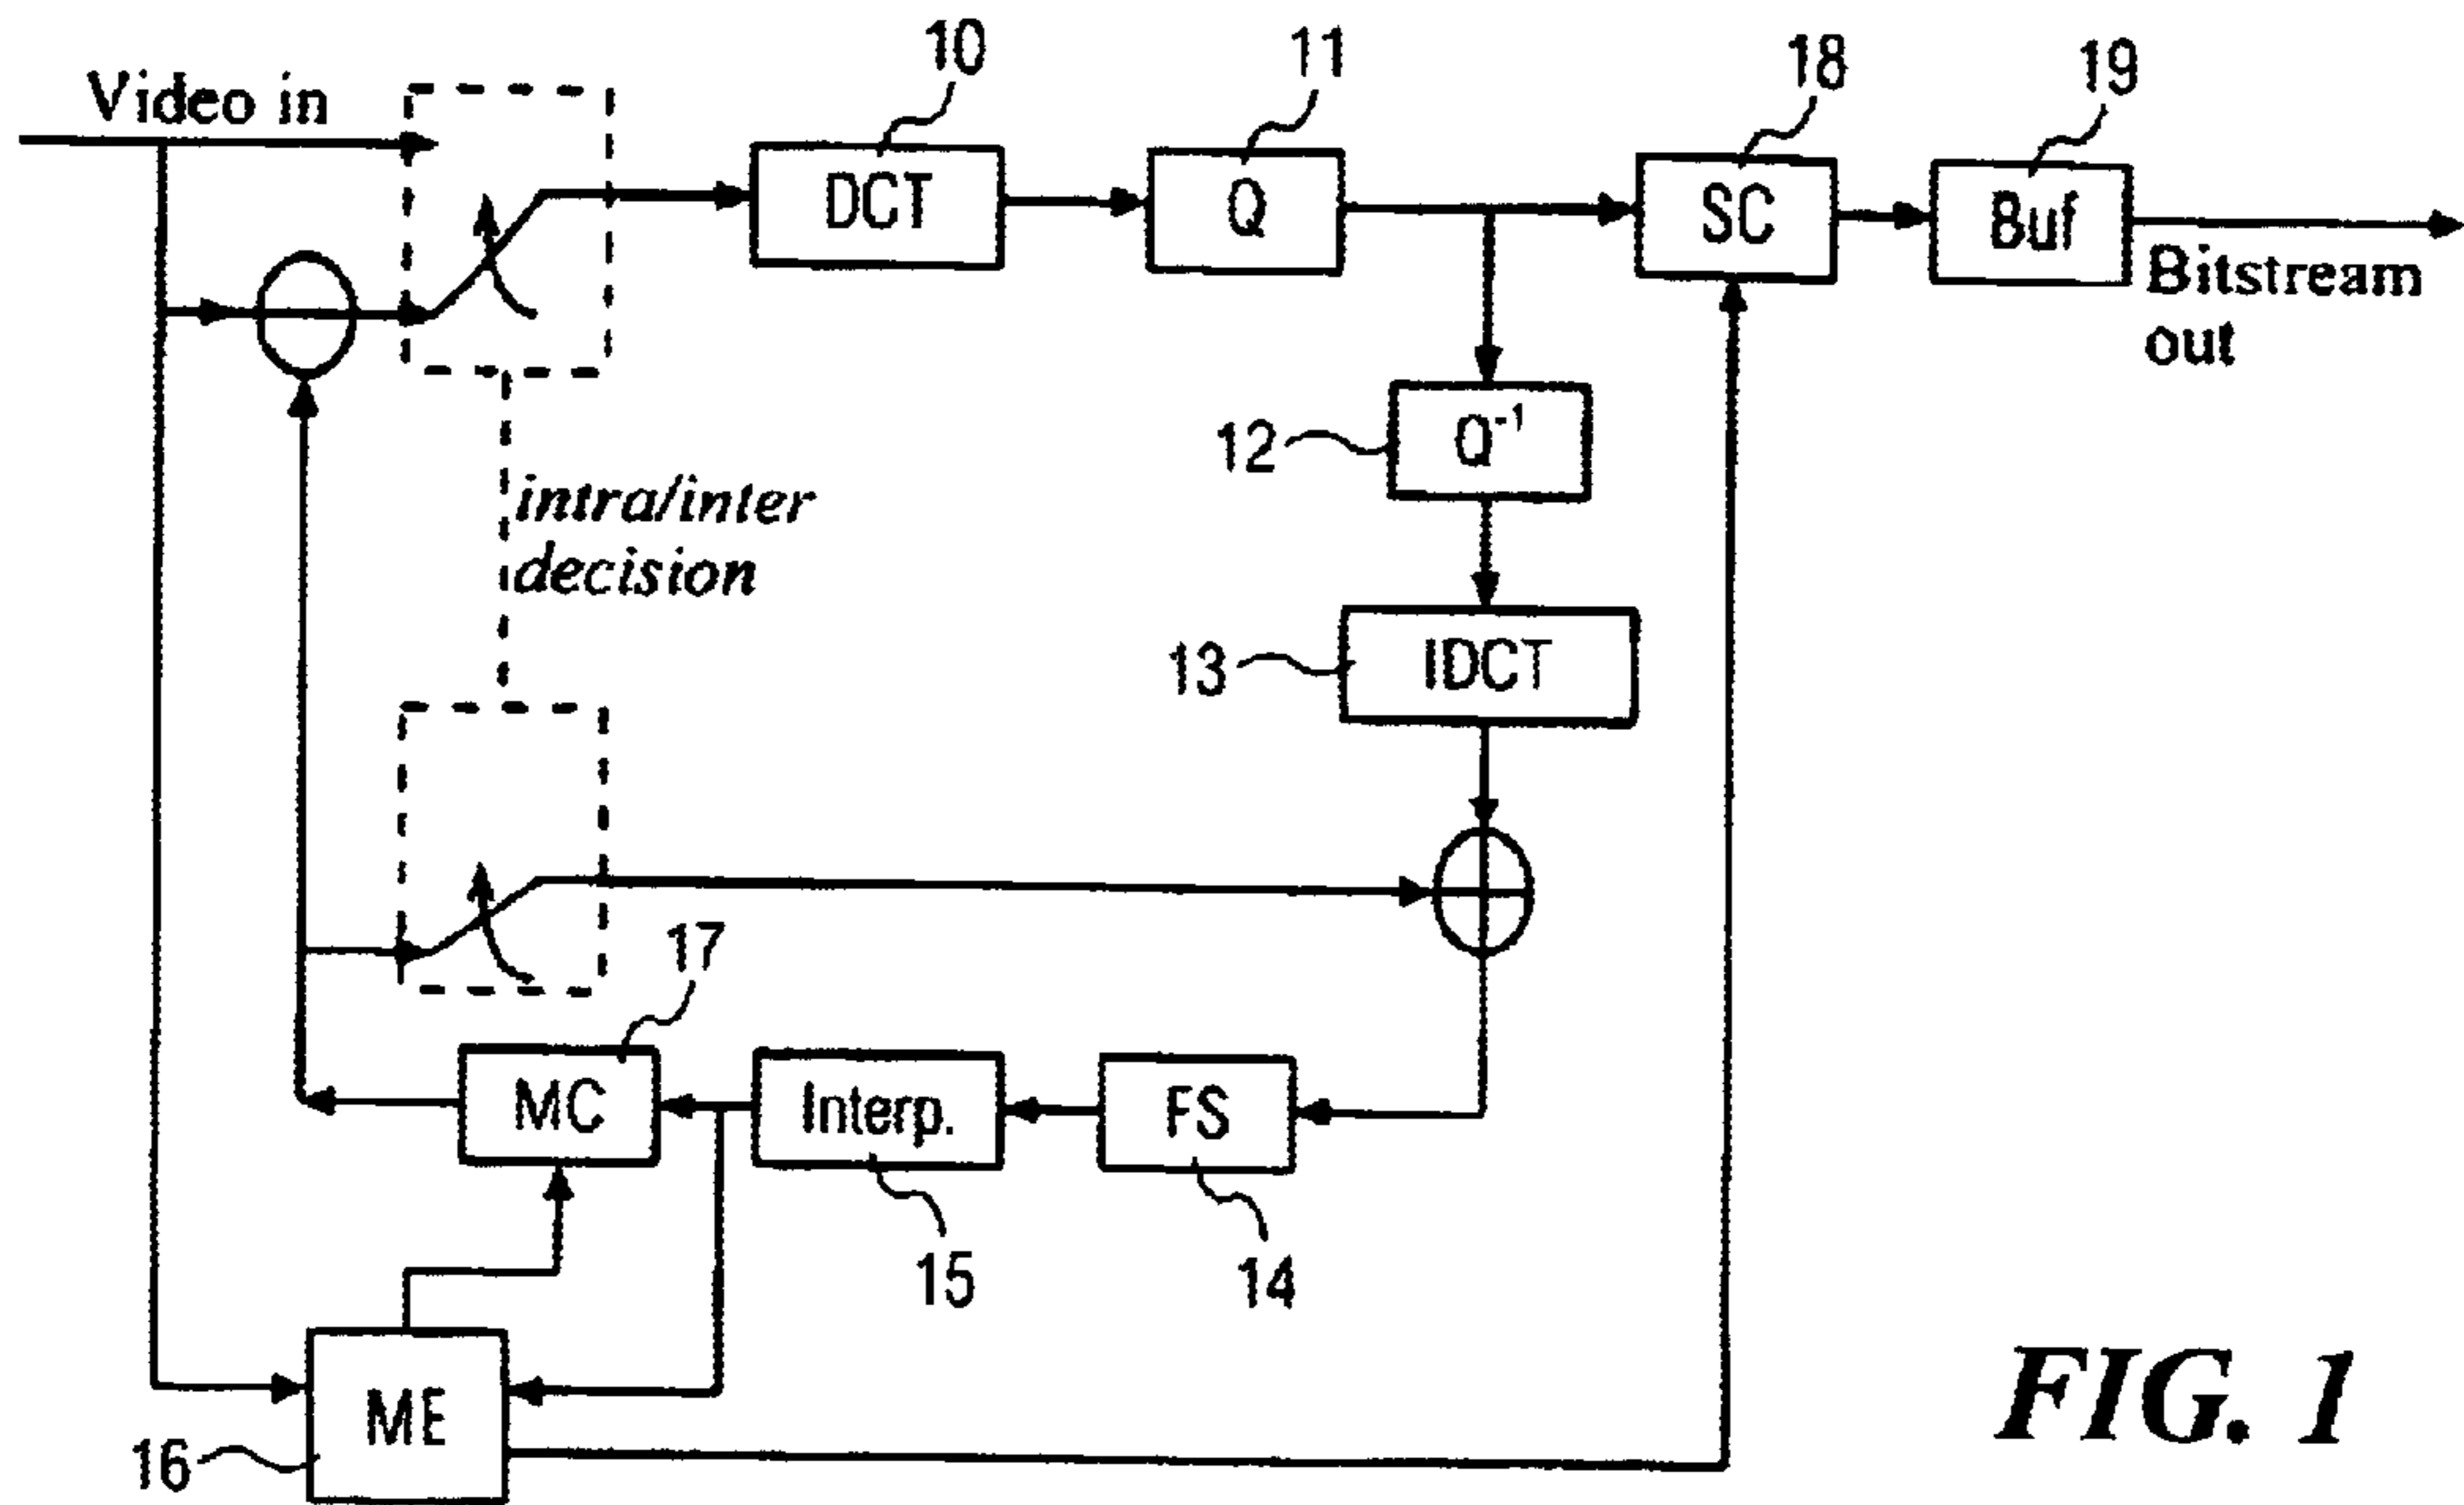 10
11
18
19
Video in
DCT
Q
SC
Buf
Bitstream
out
12
Q-1
intra/inter
decision
13
IDCT
17
MC
Interp.
FS
15
14
ME
16
FIG. 1